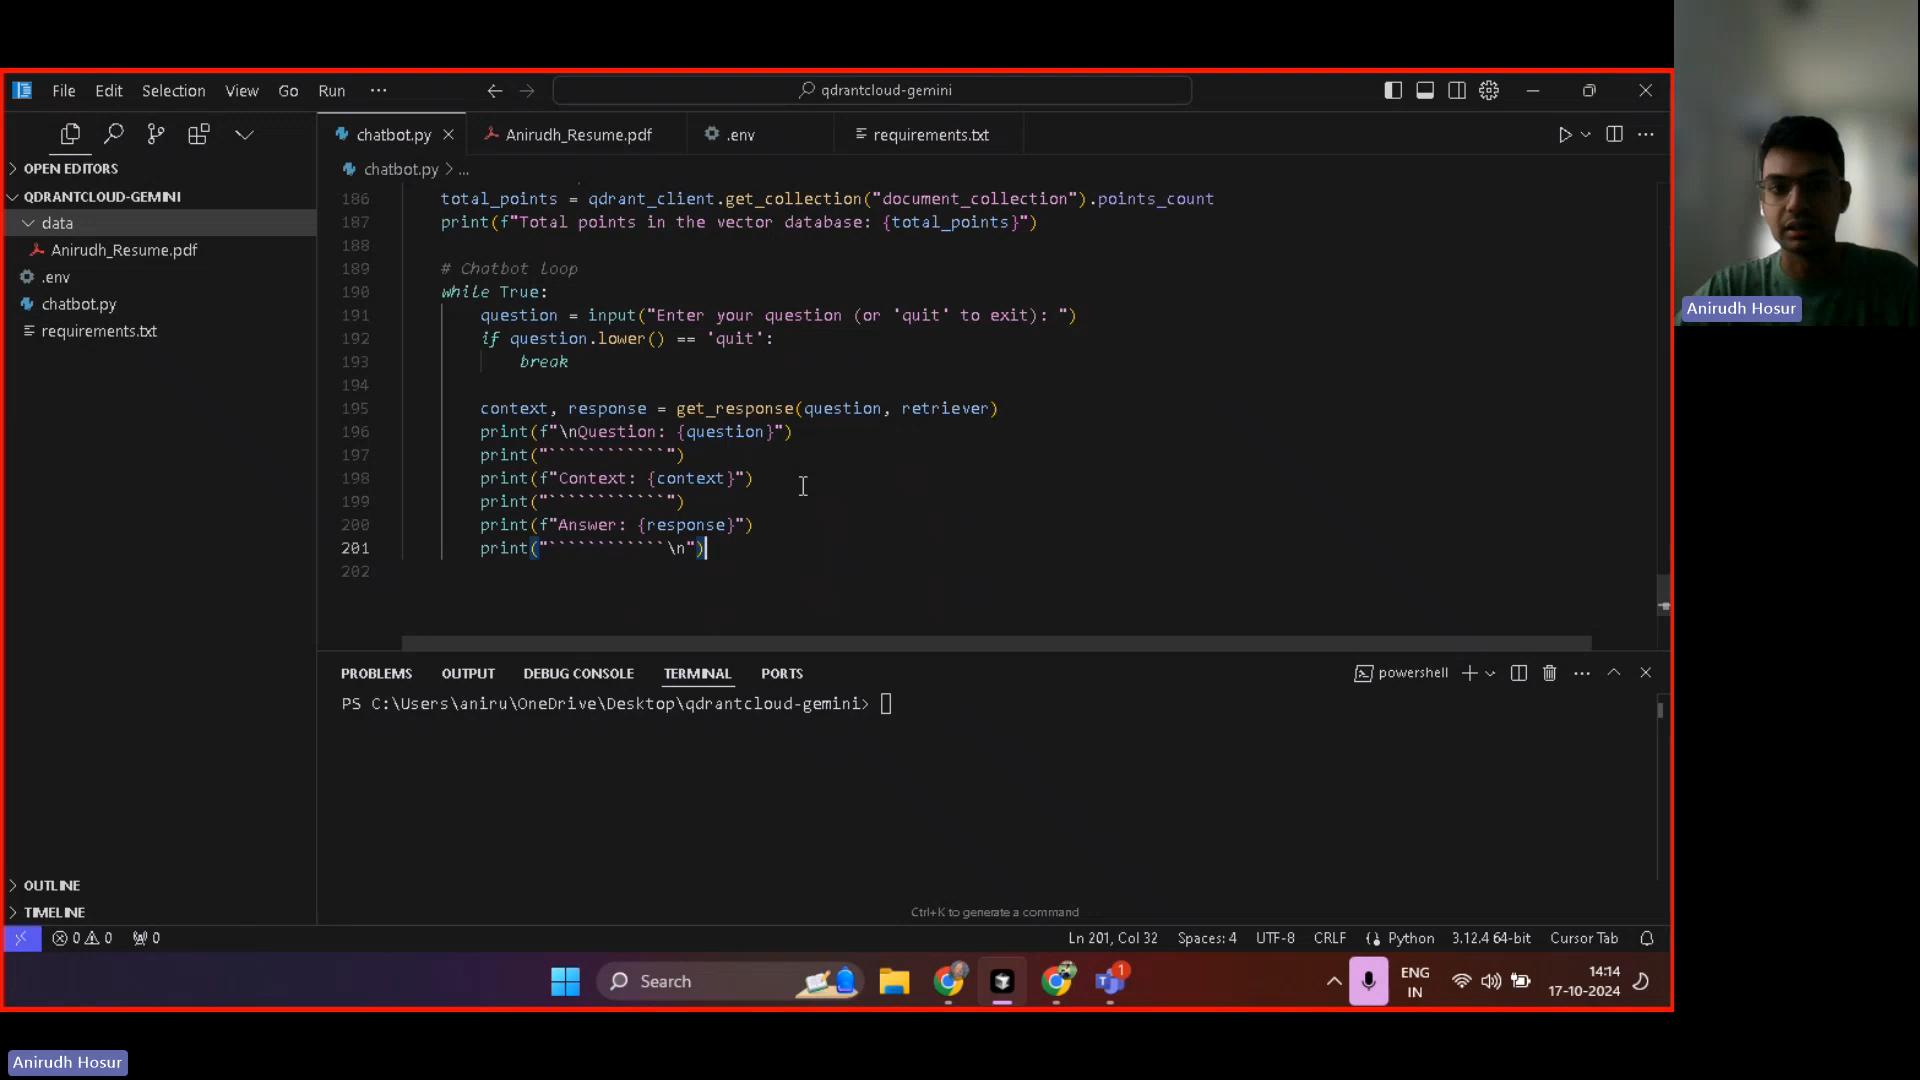 File Edit Selection View Go Run ···
qdrantcloud-gemini
chatbot.py
Anirudh_Resume.pdf
.env
requirements.txt
chatbot.py > ...
OPEN EDITORS
QDRANTCLOUD-GEMINI
data
Anirudh_Resume.pdf
.env
chatbot.py
requirements.txt
OUTLINE
TIMELINE
186 total_points = qdrant_client.get_collection("document_collection").points_count
187 print(f"Total points in the vector database: {total_points}")
188
189 # Chatbot loop
190 while True:
191 question = input("Enter your question (or 'quit' to exit): ")
192 if question.lower() == 'quit':
193 break
194
195 context, response = get_response(question, retriever)
196 print(f"\nQuestion: {question}")
197 print("````````````")
198 print(f"Context: {context}")
199 print("````````````")
200 print(f"Answer: {response}")
201 print("````````````\n")
202
PROBLEMS OUTPUT DEBUG CONSOLE TERMINAL PORTS
powershell
PS C:\Users\aniru\OneDrive\Desktop\qdrantcloud-gemini>
Ctrl+K to generate a command
0 0 0
Ln 201, Col 32 Spaces: 4 UTF-8 CRLF Python 3.12.4 64-bit Cursor Tab
Search
1
ENG
IN
14:14
17-10-2024
Anirudh Hosur
Anirudh Hosur